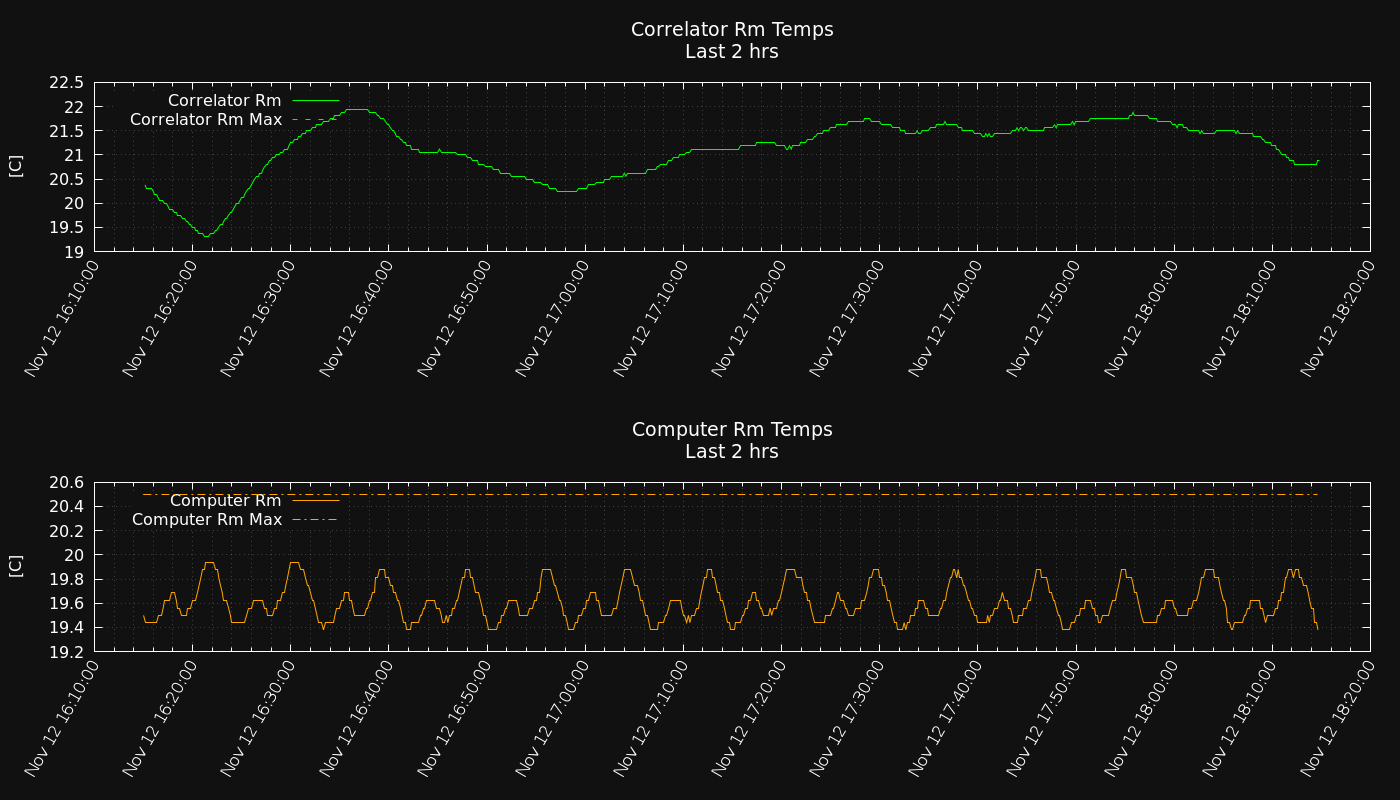 Correlator Rm Temps
Last 2 hrs
22.5
22
21.5
21
20.5
20
19.5
19
[C]
Correlator Rm
Correlator Rm Max
Nov 12 16:10:00
Nov 12 16:20:00
Nov 12 16:30:00
Nov 12 16:40:00
Nov 12 16:50:00
Nov 12 17:00:00
Nov 12 17:10:00
Nov 12 17:20:00
Nov 12 17:30:00
Nov 12 17:40:00
Nov 12 17:50:00
Nov 12 18:00:00
Nov 12 18:10:00
Nov 12 18:20:00
Computer Rm Temps
Last 2 hrs
20.6
20.4
20.2
20
19.8
19.6
19.4
19.2
[C]
Computer Rm
Computer Rm Max
Nov 12 16:10:00
Nov 12 16:20:00
Nov 12 16:30:00
Nov 12 16:40:00
Nov 12 16:50:00
Nov 12 17:00:00
Nov 12 17:10:00
Nov 12 17:20:00
Nov 12 17:30:00
Nov 12 17:40:00
Nov 12 17:50:00
Nov 12 18:00:00
Nov 12 18:10:00
Nov 12 18:20:00